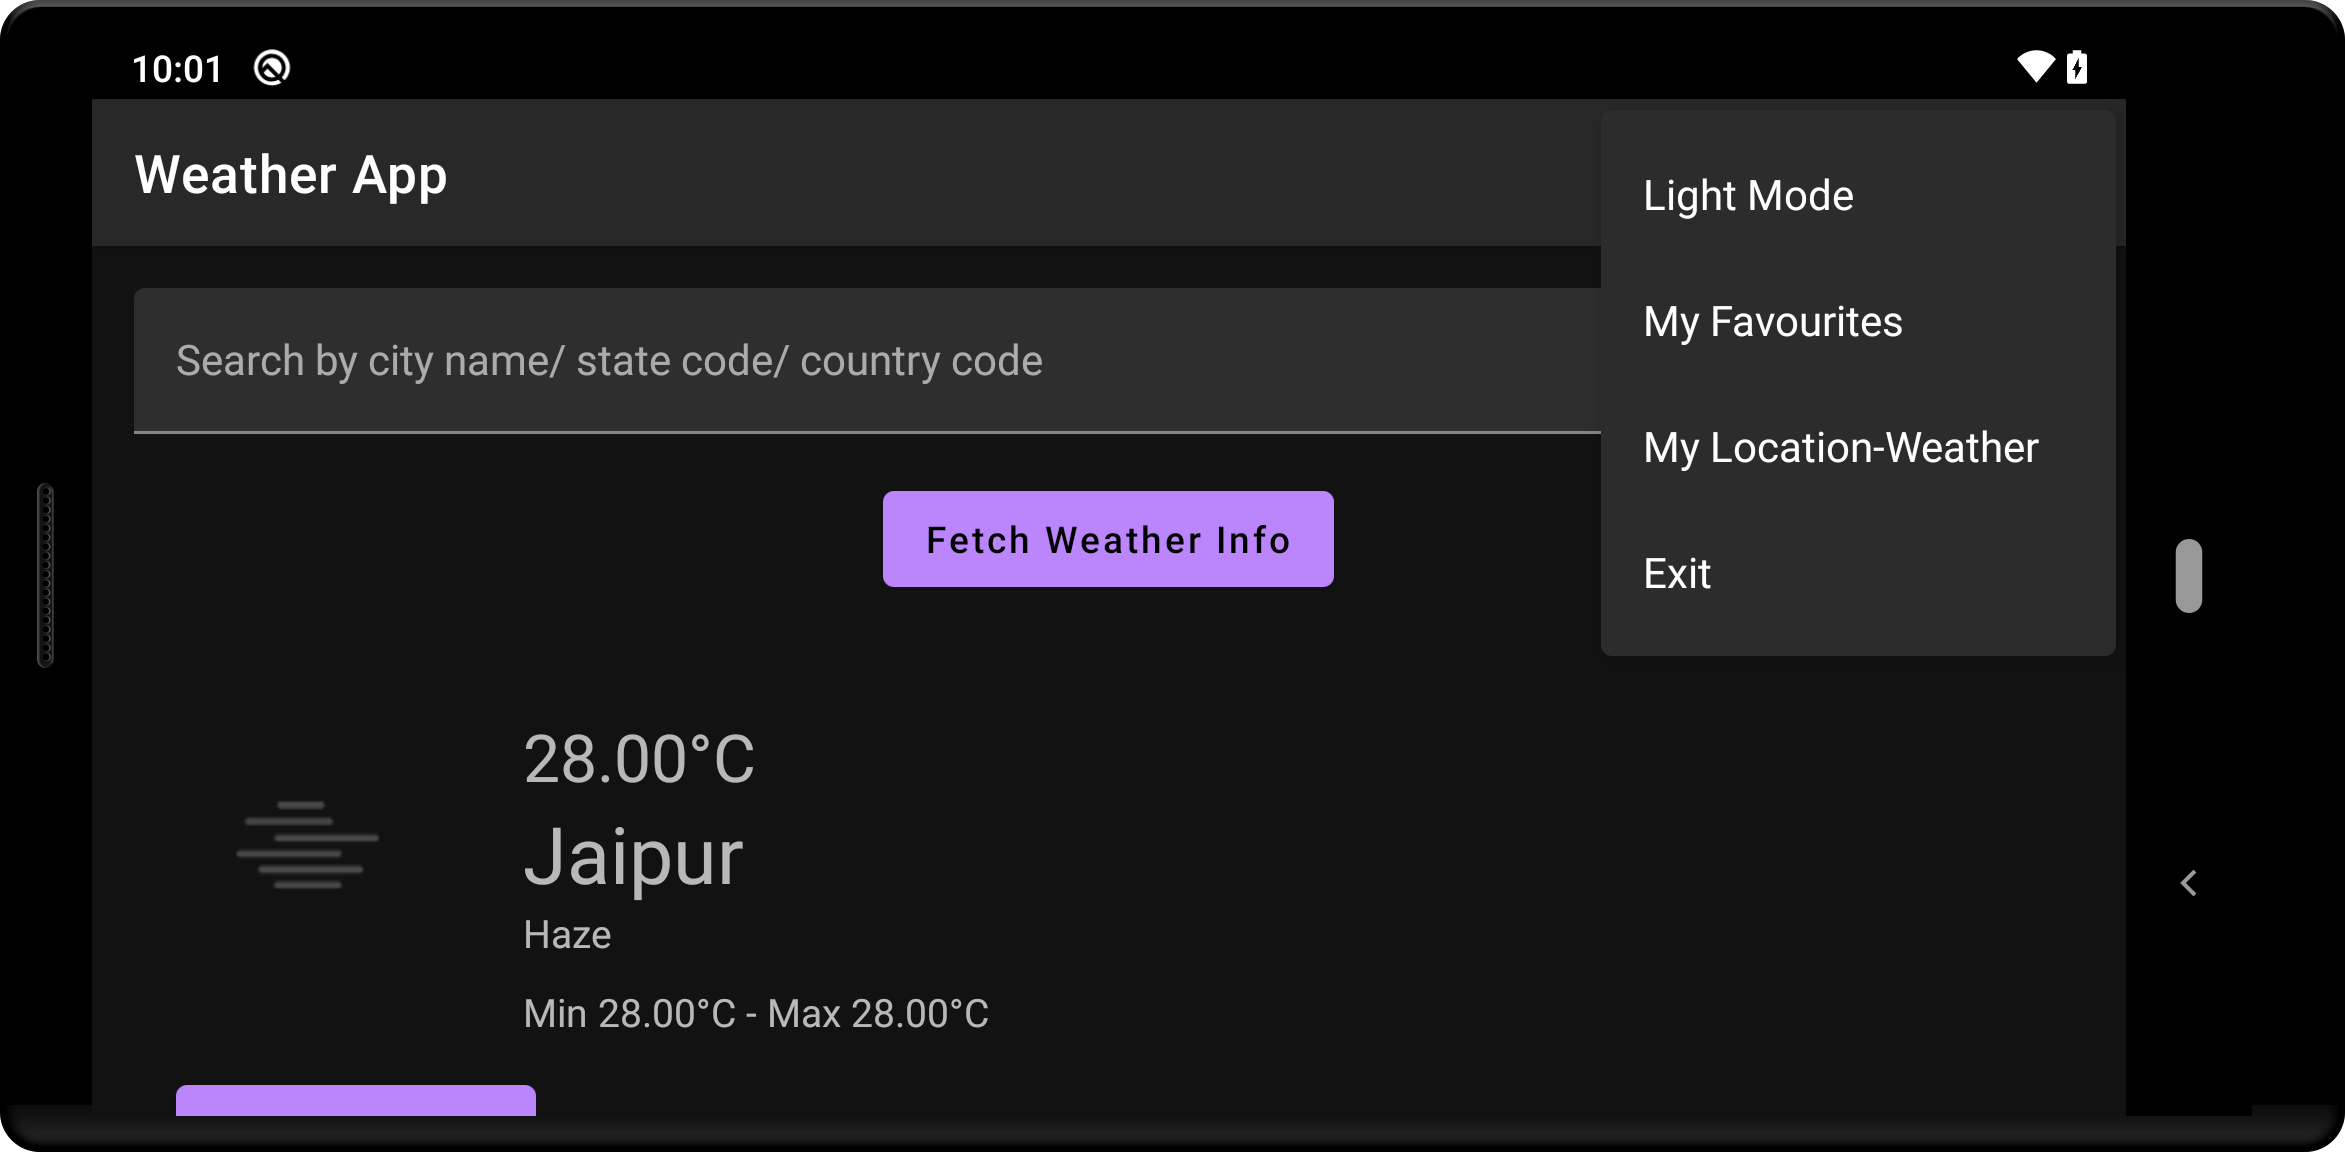 10:01
Weather App
Light Mode
My Favourites
Search by city name/ state code/ country code
My Location-Weather
Fetch Weather Info
Exit
28.00°C
Jaipur
Haze
Min 28.00°C - Max 28.00°C